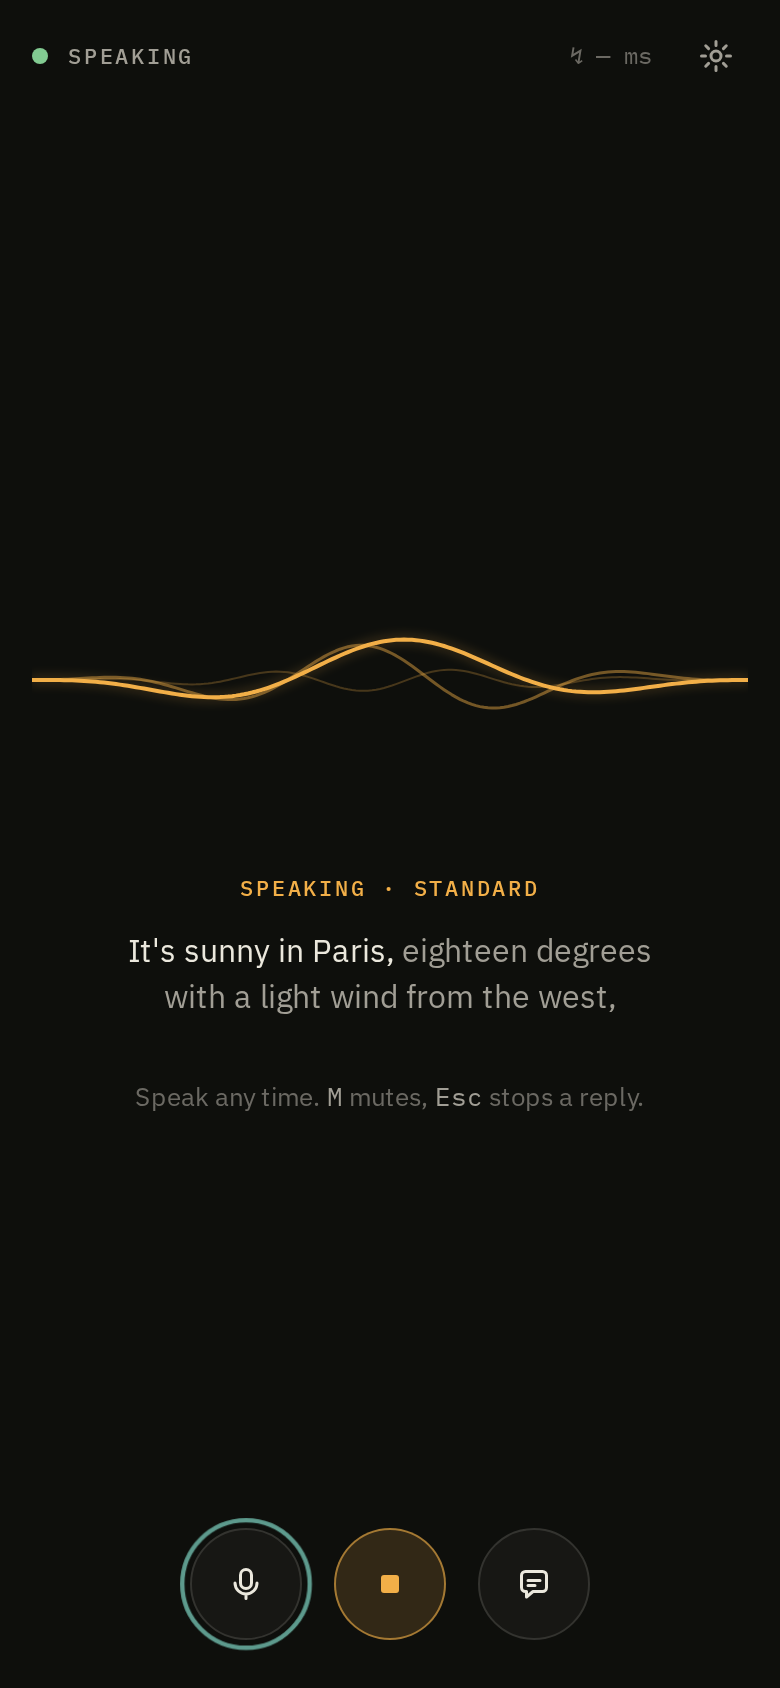 SPEAKING
↯ — ms
SPEAKING · STANDARD
It's sunny in Paris, eighteen degrees
with a light wind from the west,
Speak any time. M mutes, Esc stops a reply.